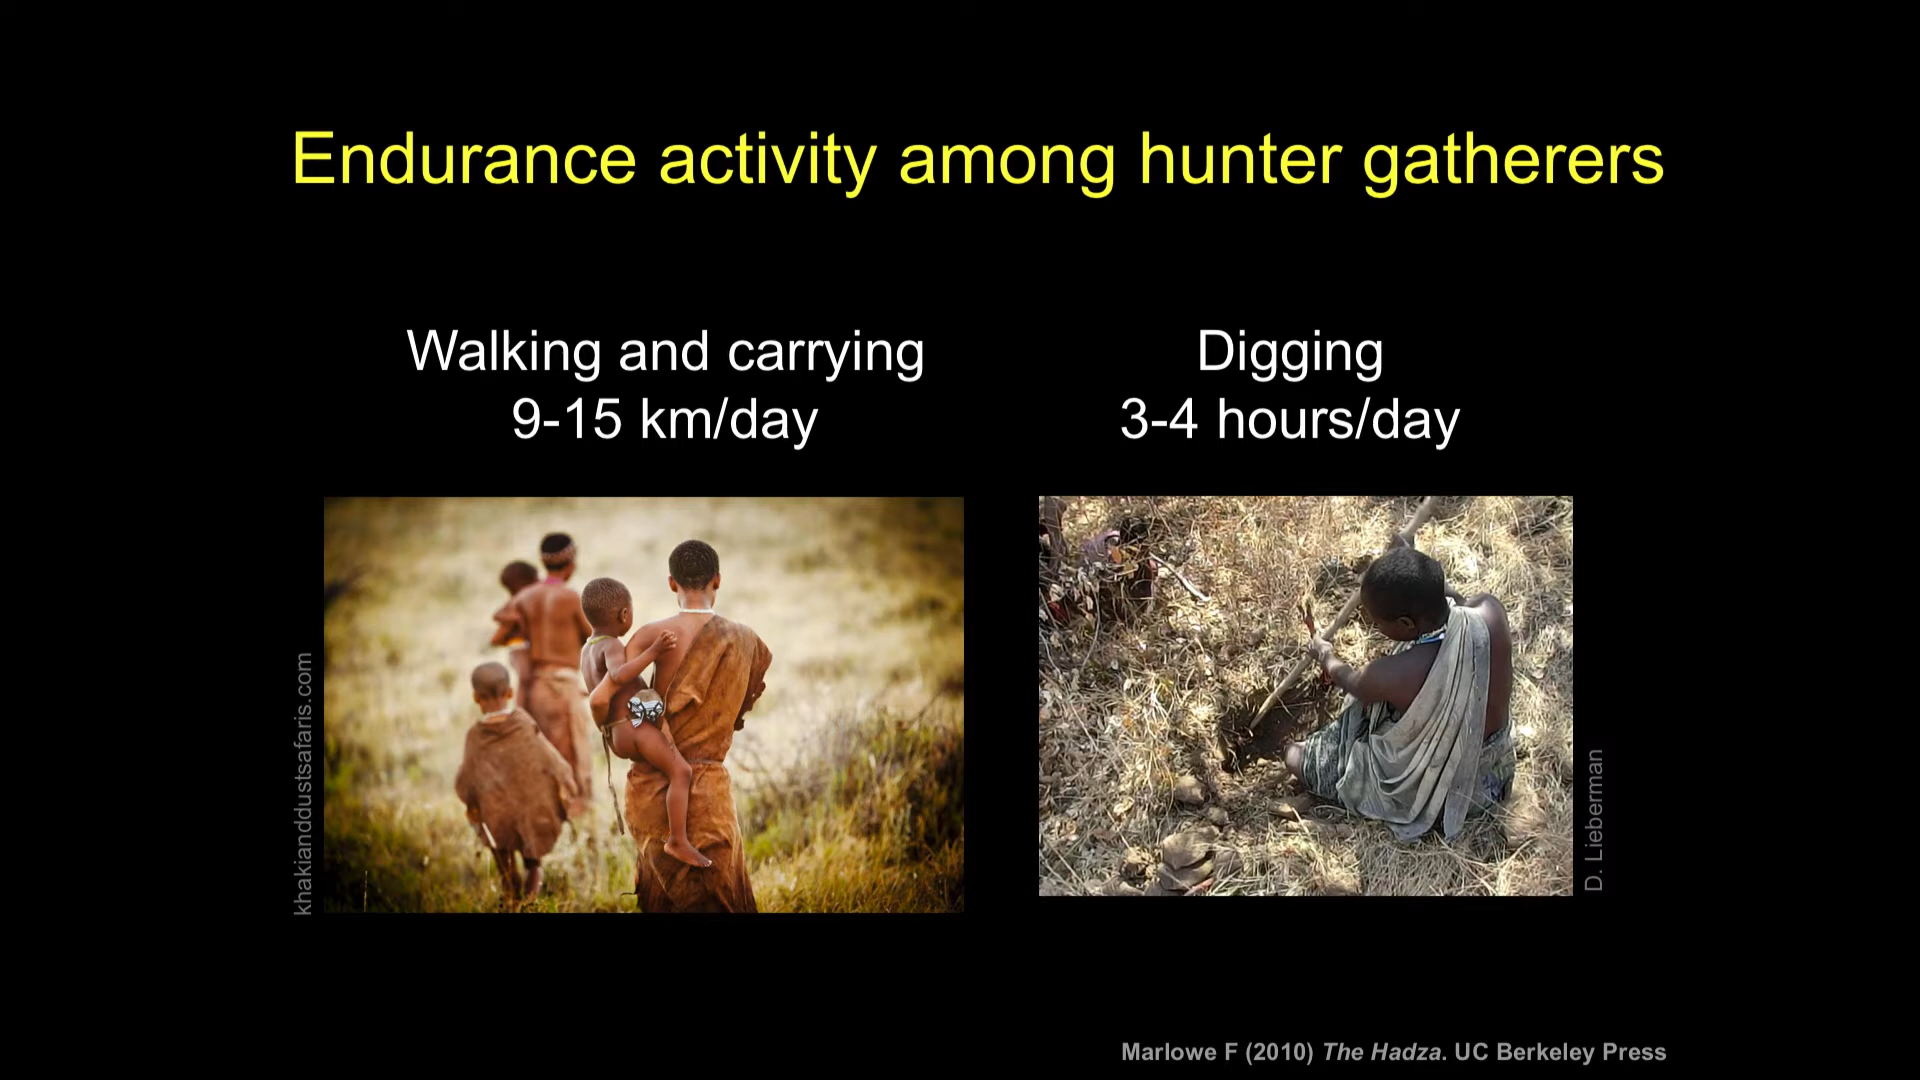 Endurance activity among hunter gatherers
Walking and carrying
9-15 km/day
Digging
3-4 hours/day
khakianddustsafaris.com
D. Lieberman
Marlowe F (2010) The Hadza. UC Berkeley Press